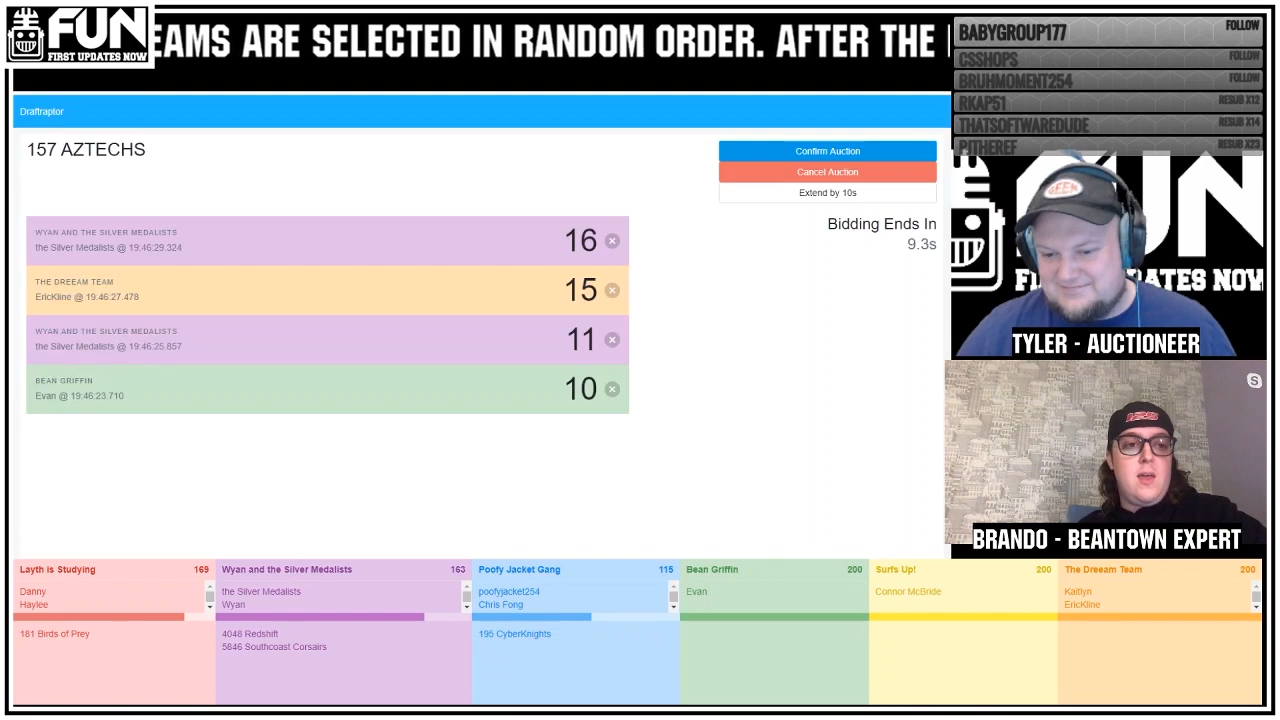 FUN
FIRST UPDATES NOW
EAMS ARE SELECTED IN RANDOM ORDER. AFTER THE
BABYGROUP177 FOLLOW
CSSHOPS FOLLOW
BRUHMOMENT254 FOLLOW
RKAP51 RESUB X12
THATSOFTWAREDUDE RESUB X14
PITHEREF RESUB X23
Draftraptor
157 AZTECHS
Confirm Auction
Cancel Auction
Extend by 10s
Bidding Ends In
9.3s
WYAN AND THE SILVER MEDALISTS
the Silver Medalists @ 19:46:29.324
16
THE DREEAM TEAM
EricKline @ 19:46:27.478
15
WYAN AND THE SILVER MEDALISTS
the Silver Medalists @ 19:46:25.857
11
BEAN GRIFFIN
Evan @ 19:46:23.710
10
GEEK
TYLER - AUCTIONEER
125
BRANDO - BEANTOWN EXPERT
Layth is Studying 169
Danny
Haylee
181 Birds of Prey
Wyan and the Silver Medalists 163
the Silver Medalists
Wyan
4048 Redshift
5846 Southcoast Corsairs
Poofy Jacket Gang 115
poofyjacket254
Chris Fong
195 CyberKnights
Bean Griffin 200
Evan
Surfs Up! 200
Connor McBride
The Dreeam Team 200
Kaitlyn
EricKline